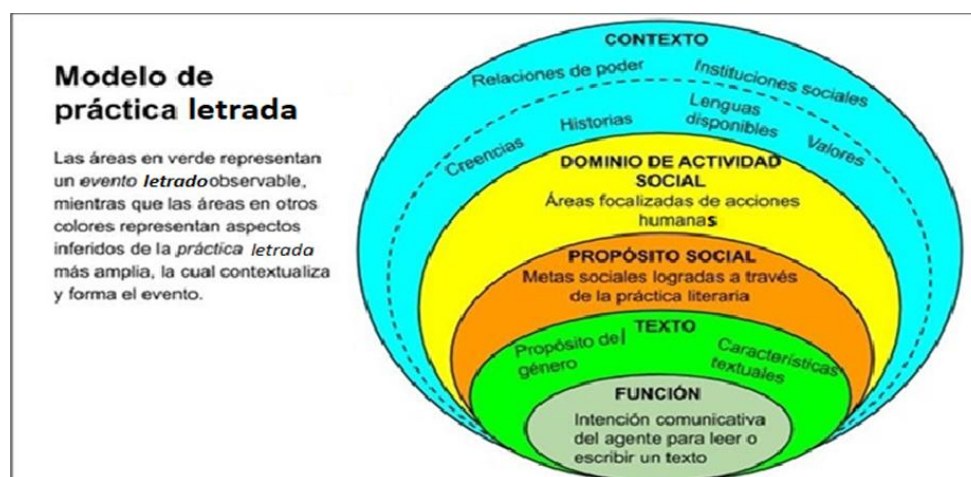 Modelo de
práctica letrada
Las áreas en verde representan
un evento letrado observable,
mientras que las áreas en otros
colores representan aspectos
inferidos de la práctica letrada
más amplia, la cual contextualiza
y forma el evento.
CONTEXTO
Relaciones de poder
Instituciones sociales
Creencias
Historias
Lenguas
disponibles
Valores
DOMINIO DE ACTIVIDAD
SOCIAL
Áreas focalizadas de acciones
humanas
PROPÓSITO SOCIAL
Metas sociales logradas a través
de la práctica literaria
TEXTO
Propósito del
género
Características
textuales
FUNCIÓN
Intención comunicativa
del agente para leer o
escribir un texto